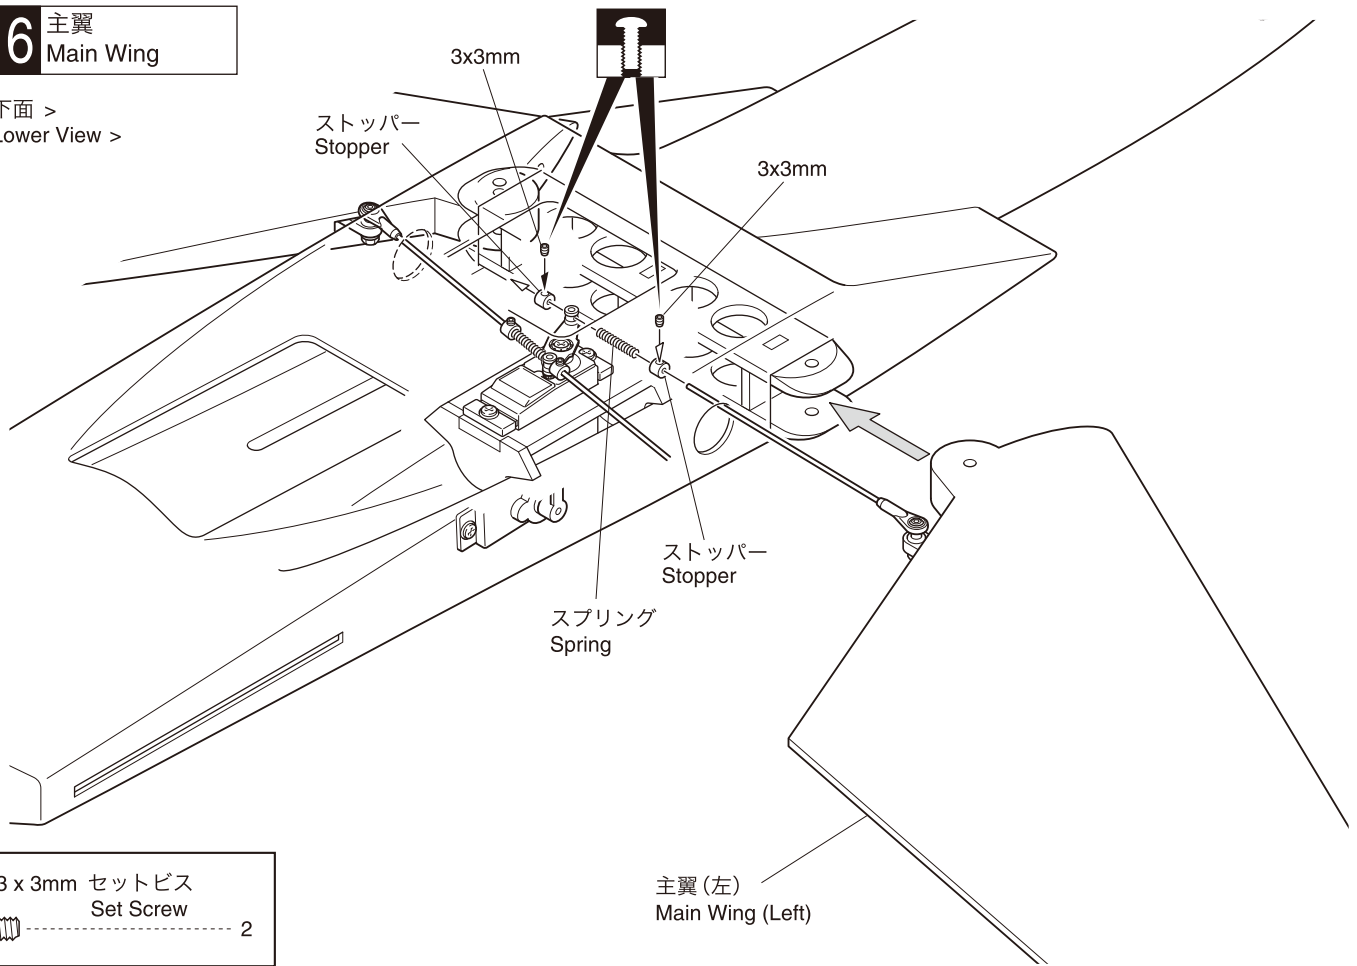 6
主翼
Main Wing
下面 >
Lower View >
3x3mm
ストッパー
Stopper
3x3mm
ストッパー
Stopper
スプリング
Spring
主翼（左）
Main Wing (Left)
3 x 3mm セットビス
Set Screw
2